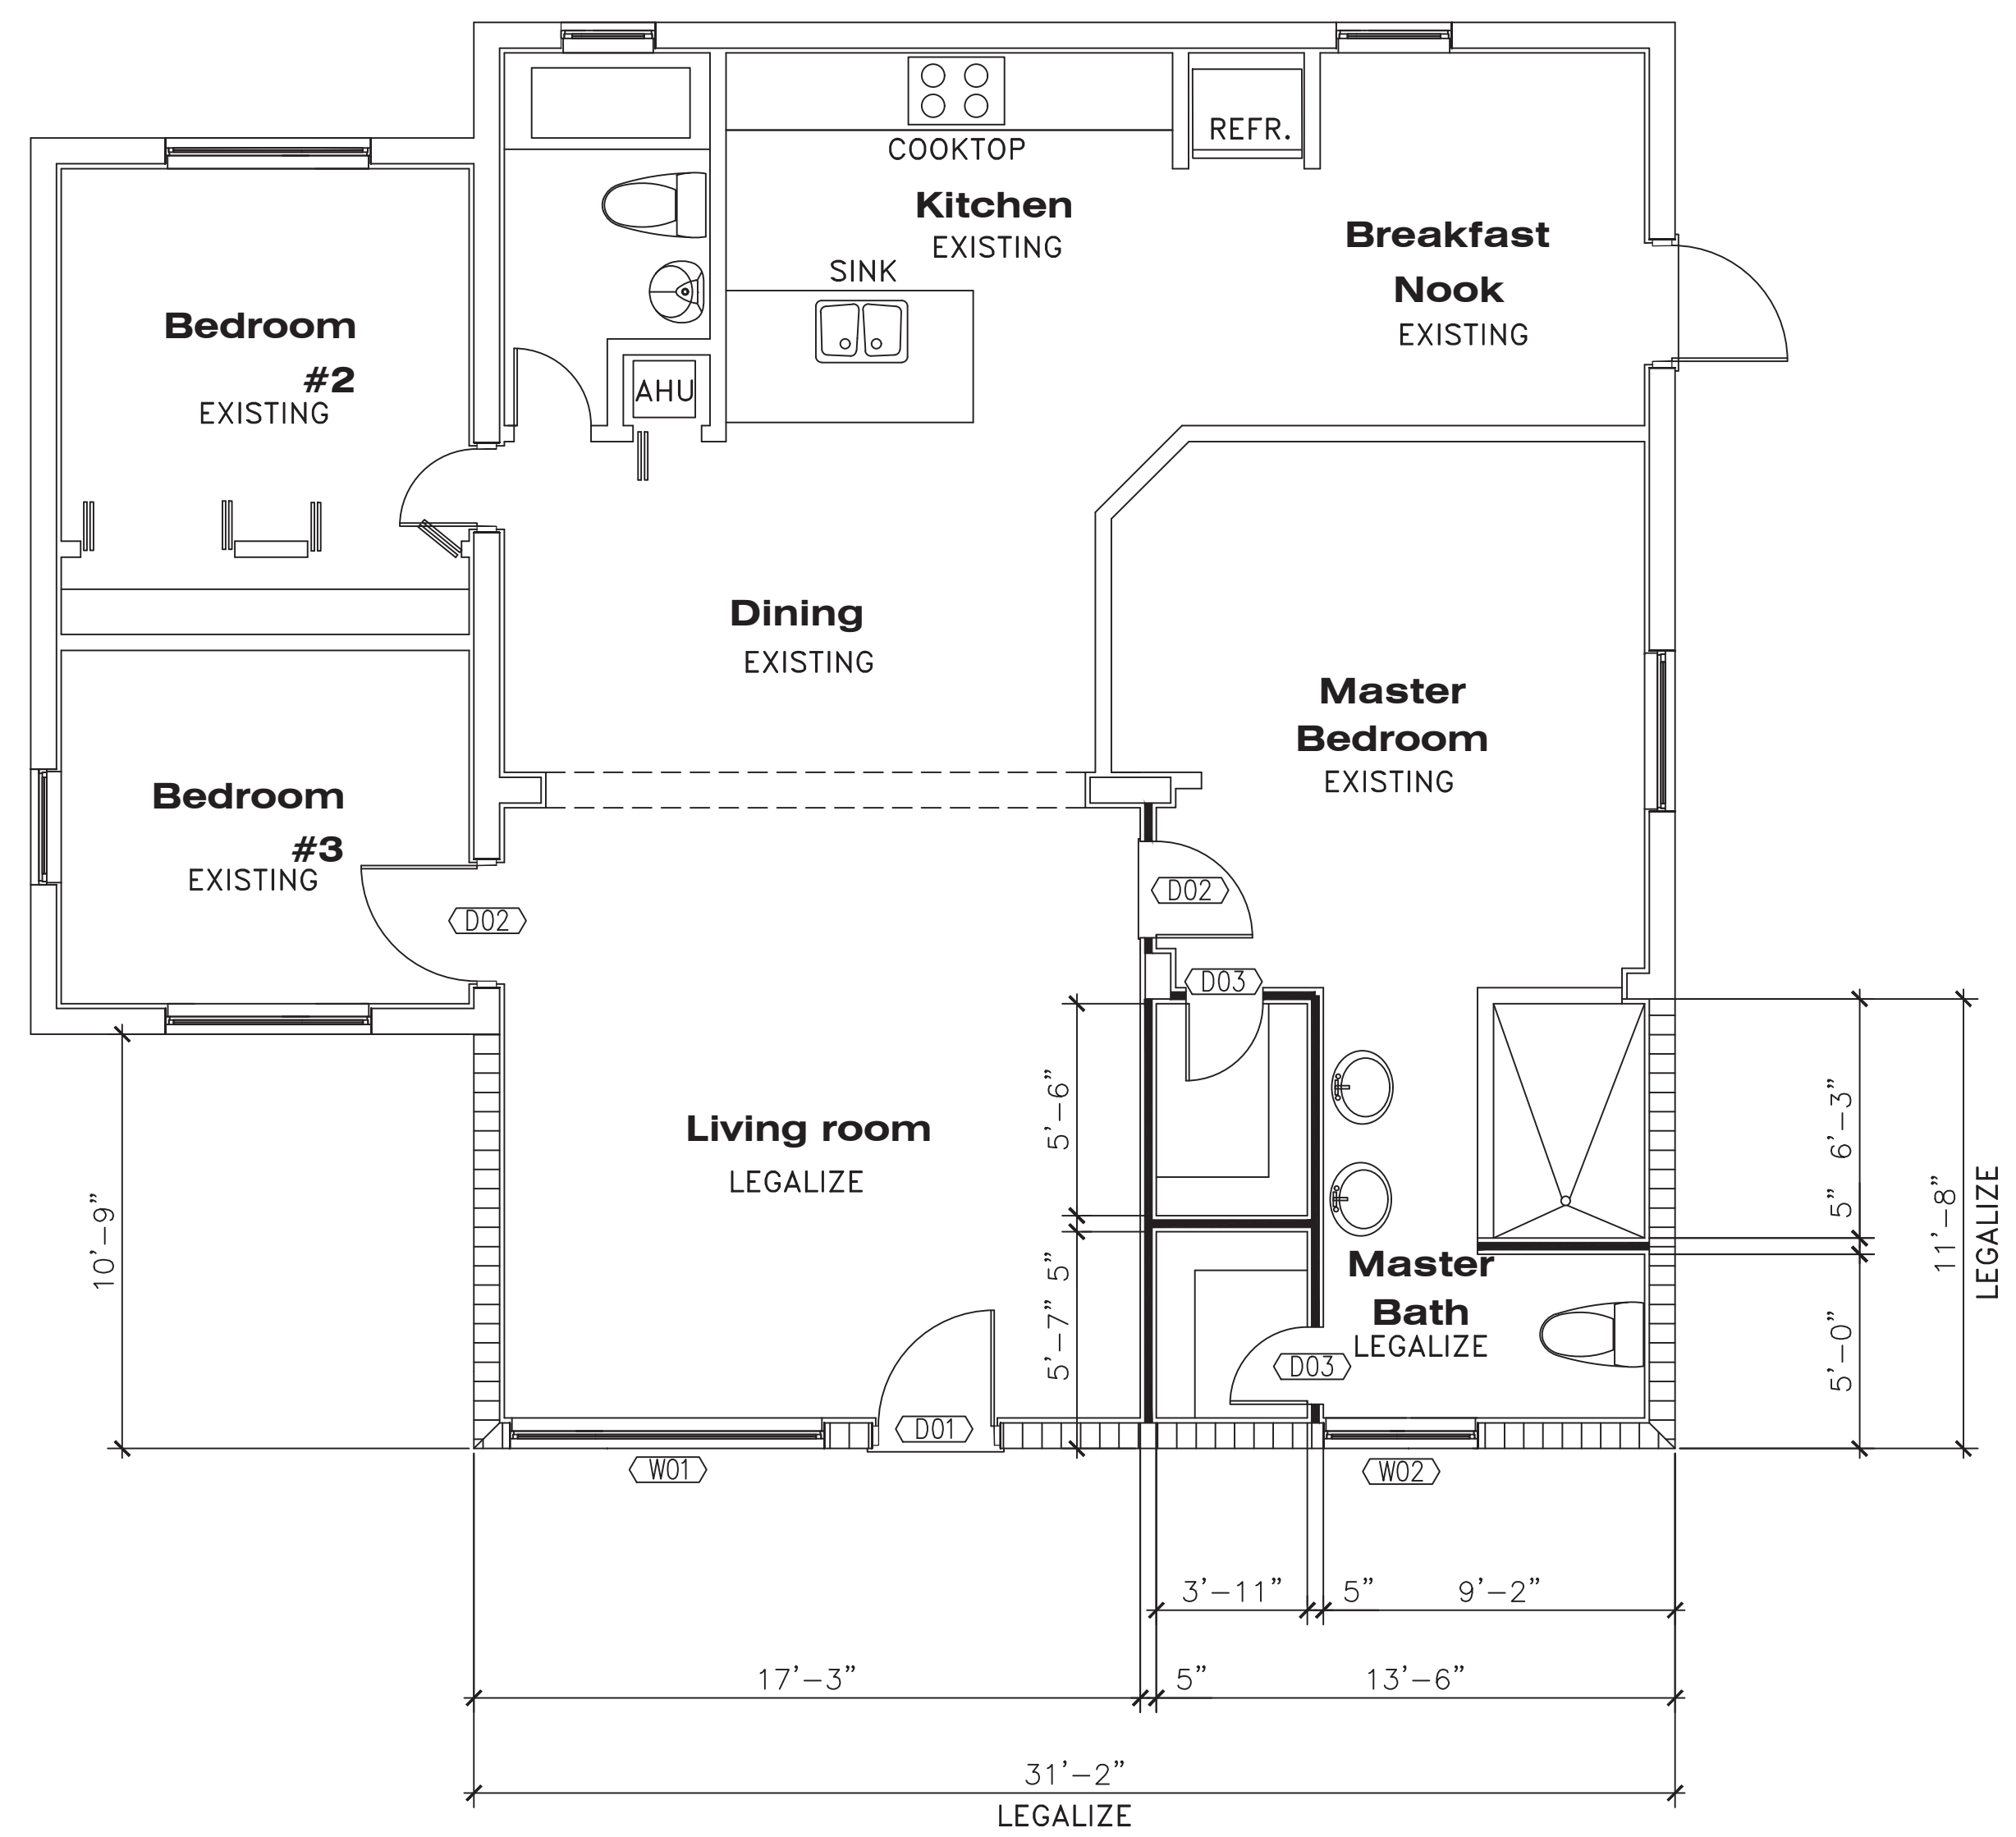 REFR.
COOKTOP
Kitchen
EXISTING
Breakfast
Nook
EXISTING
SINK
Bedroom
#2
EXISTING
AHU
Dining
EXISTING
Master
Bedroom
EXISTING
Bedroom
#3
EXISTING
D02
D02
D03
5'-6"
6'-3"
5"
11'-8"
LEGALIZE
Living room
LEGALIZE
10'-9"
5"
5'-7"
Master
Bath
LEGALIZE
5'-0"
D03
D01
W01
W02
3'-11"
5"
9'-2"
17'-3"
5"
13'-6"
31'-2"
LEGALIZE